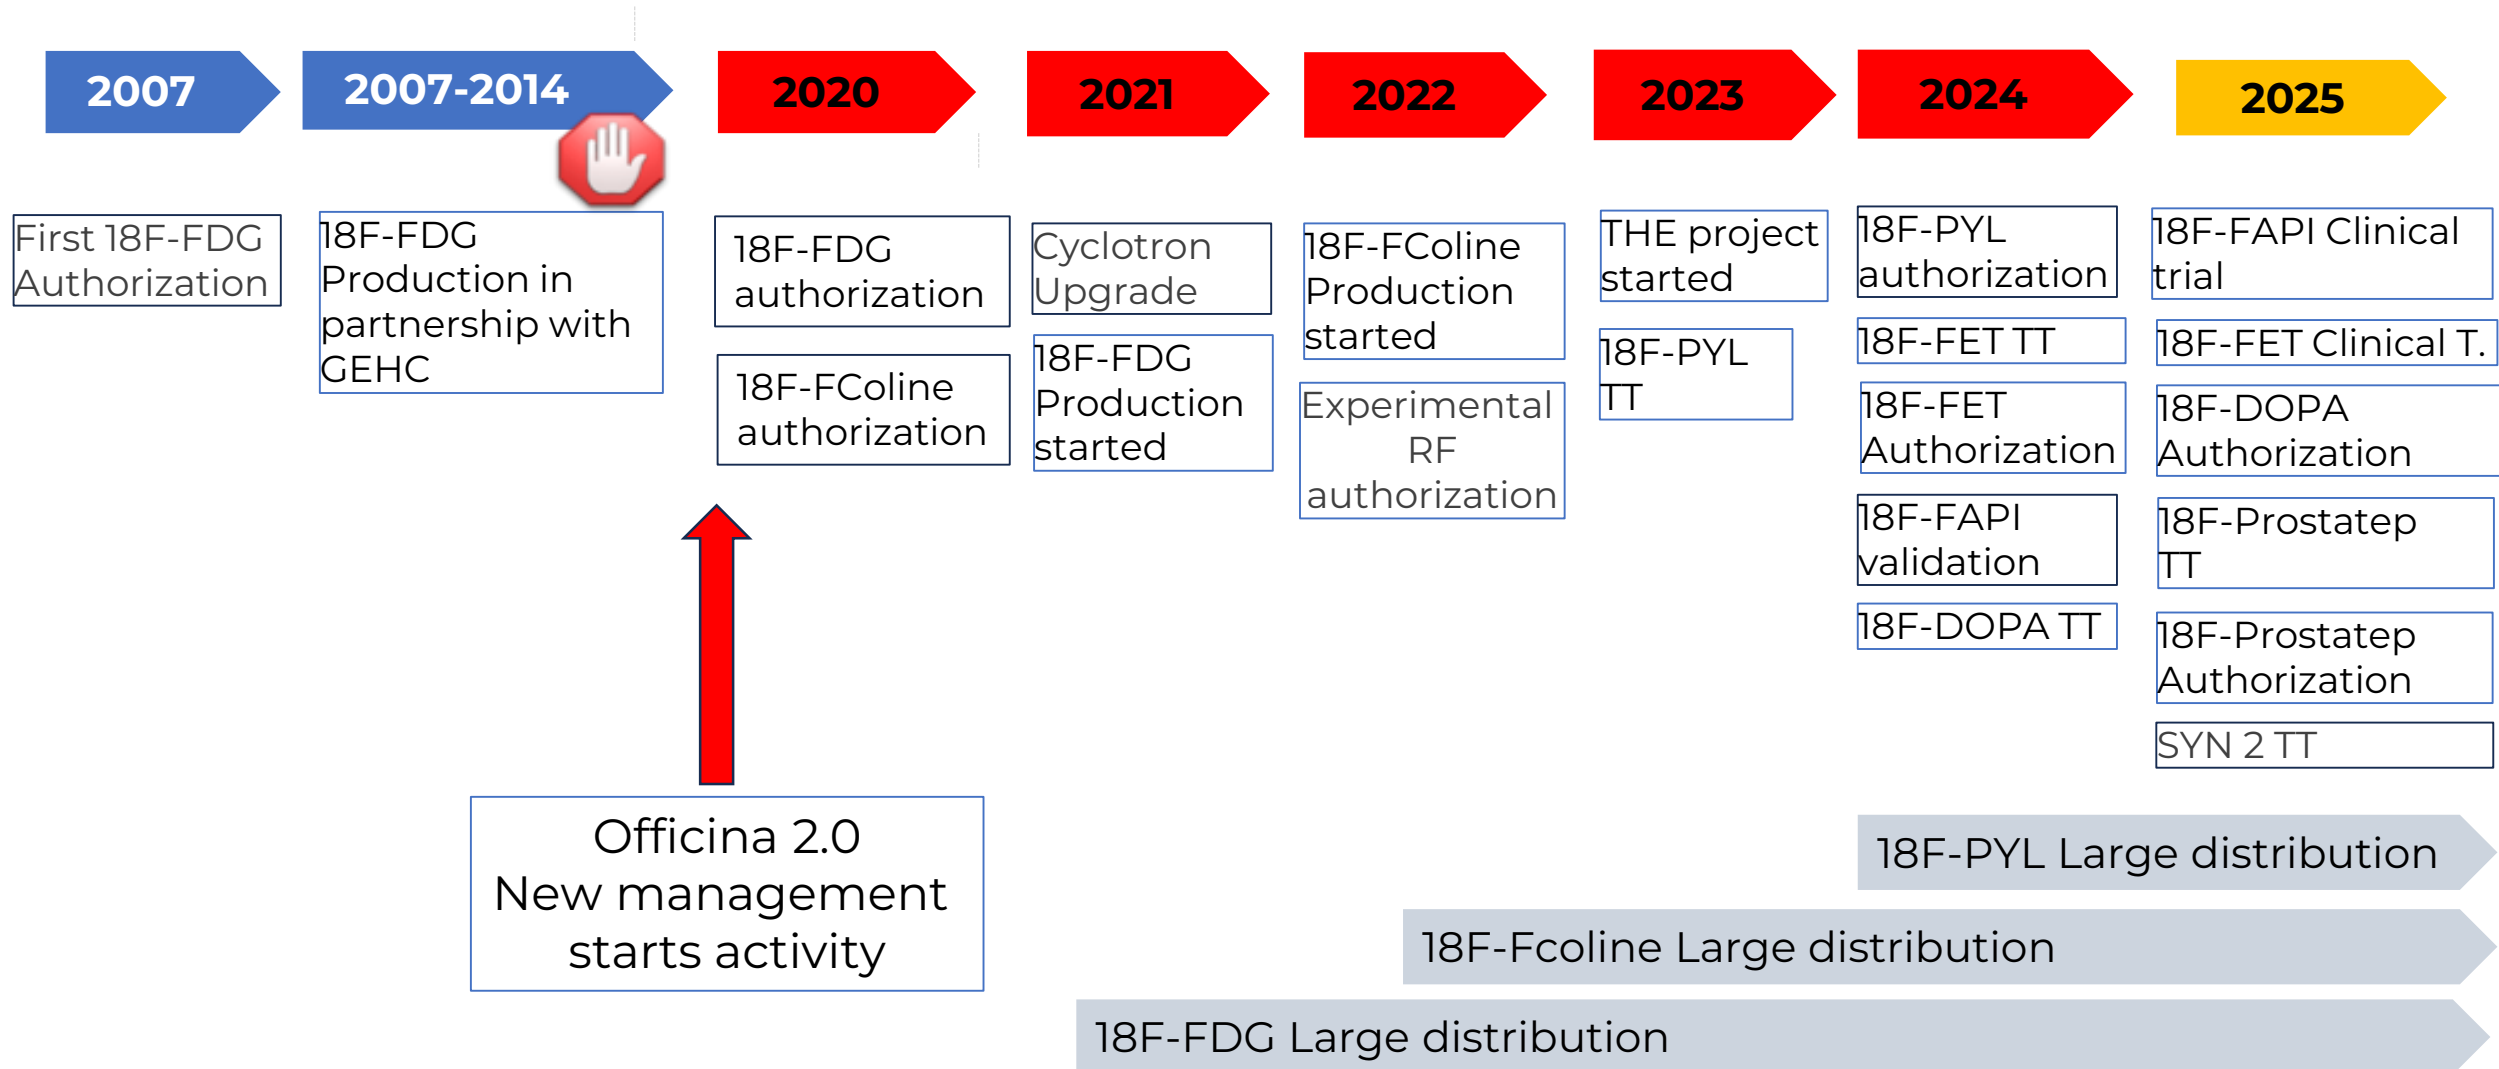 2007
2007-2014
2020
2021
2022
2023
2024
2025
First 18F-FDG
Authorization
18F-FDG
Production in
partnership with
GEHC
18F-FDG
authorization
18F-FColine
authorization
Cyclotron
Upgrade
18F-FDG
Production
started
18F-FColine
Production
started
Experimental
RF
authorization
THE project
started
18F-PYL
TT
18F-PYL
authorization
18F-FET TT
18F-FET
Authorization
18F-FAPI
validation
18F-DOPA TT
18F-FAPI Clinical
trial
18F-FET Clinical T.
18F-DOPA
Authorization
18F-Prostatep
TT
18F-Prostatep
Authorization
SYN 2 TT
Officina 2.0
New management
starts activity
18F-PYL Large distribution
18F-Fcoline Large distribution
18F-FDG Large distribution